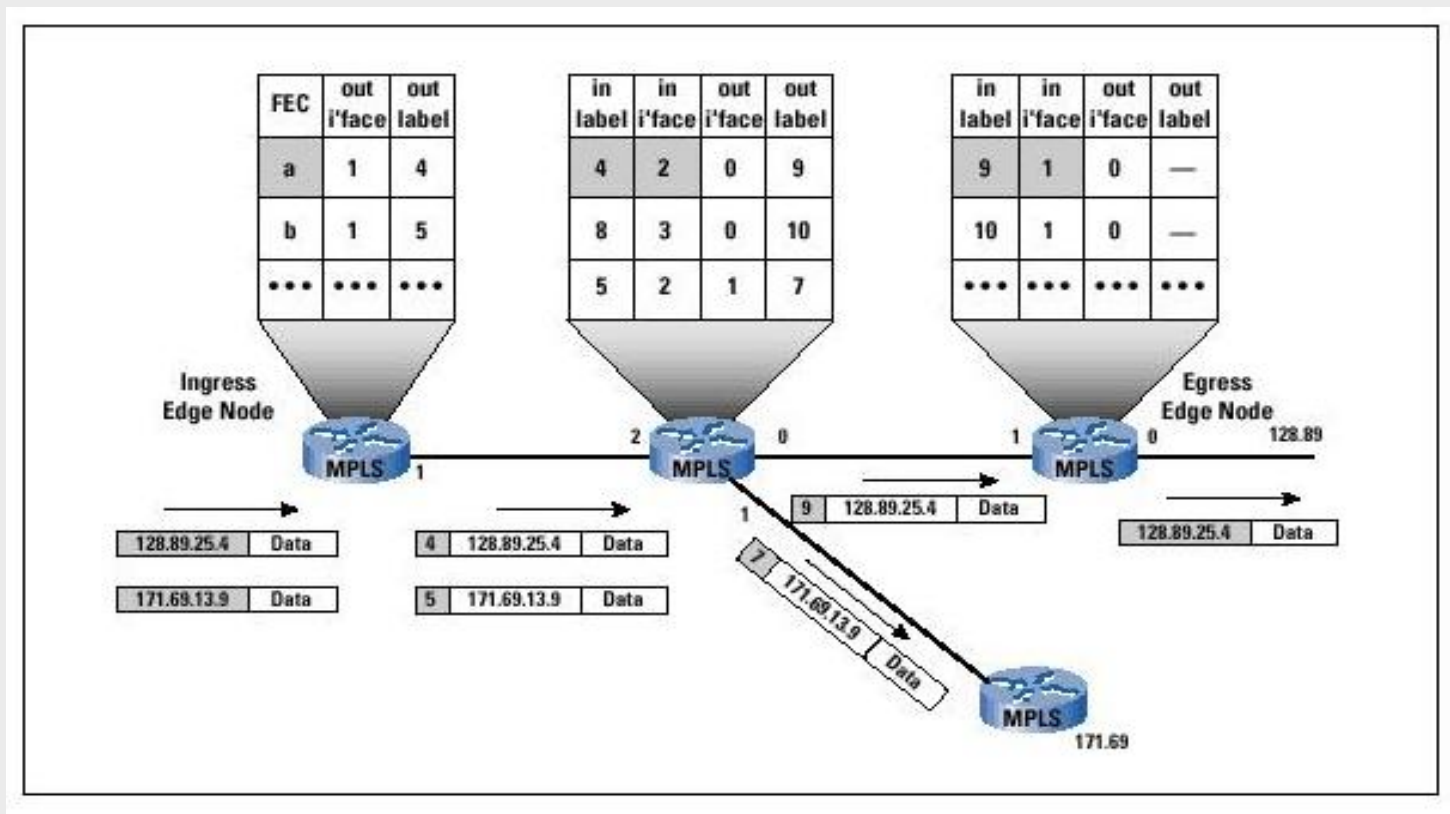 FEC out i'face out label
a 1 4
b 1 5
••• ••• •••
in label in i'face out i'face out label
4 2 0 9
8 3 0 10
5 2 1 7
in label in i'face out i'face out label
9 1 0 —
10 1 0 —
••• ••• ••• •••
Ingress
Edge Node
Egress
Edge Node
MPLS
1
2
MPLS
0
1
1
MPLS
0
128.89
128.89.25.4 Data
171.69.13.9 Data
4 128.89.25.4 Data
5 171.69.13.9 Data
9 128.89.25.4 Data
7 171.69.13.9 Data
128.89.25.4 Data
MPLS
171.69